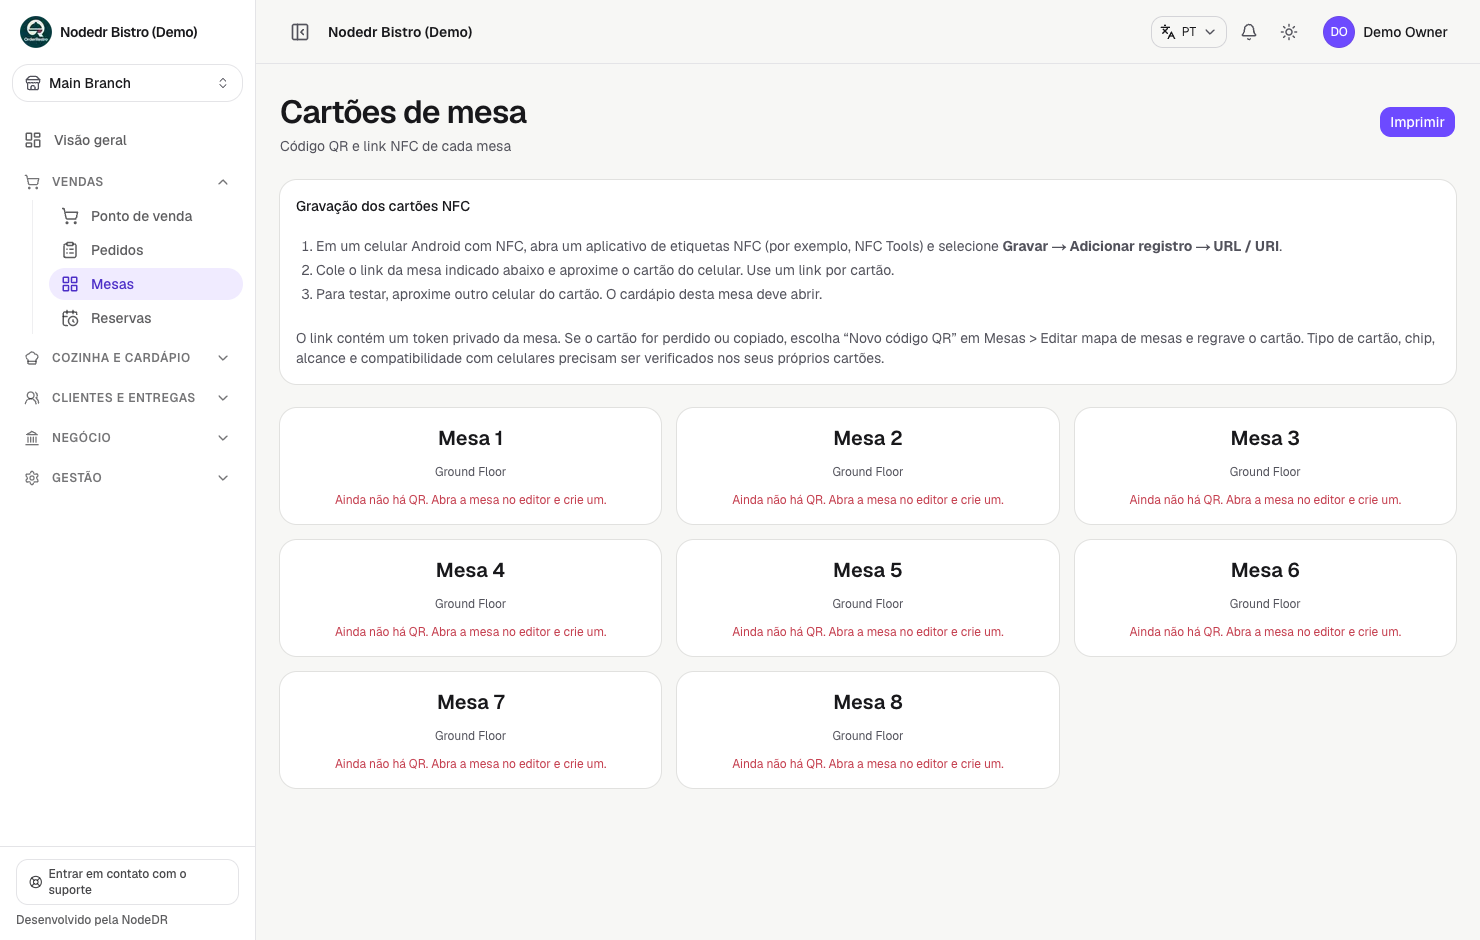 Nodedr Bistro (Demo)
Main Branch
Visão geral
VENDAS
Ponto de venda
Pedidos
Mesas
Reservas
COZINHA E CARDÁPIO
CLIENTES E ENTREGAS
NEGÓCIO
GESTÃO
Entrar em contato com o
suporte
Desenvolvido pela NodeDR
Nodedr Bistro (Demo)
PT
DO
Demo Owner
Cartões de mesa
Código QR e link NFC de cada mesa
Imprimir
Gravação dos cartões NFC
1. Em um celular Android com NFC, abra um aplicativo de etiquetas NFC (por exemplo, NFC Tools) e selecione Gravar → Adicionar registro → URL / URI.
2. Cole o link da mesa indicado abaixo e aproxime o cartão do celular. Use um link por cartão.
3. Para testar, aproxime outro celular do cartão. O cardápio desta mesa deve abrir.
O link contém um token privado da mesa. Se o cartão for perdido ou copiado, escolha “Novo código QR” em Mesas > Editar mapa de mesas e regrave o cartão. Tipo de cartão, chip,
alcance e compatibilidade com celulares precisam ser verificados nos seus próprios cartões.
Mesa 1
Ground Floor
Ainda não há QR. Abra a mesa no editor e crie um.
Mesa 2
Ground Floor
Ainda não há QR. Abra a mesa no editor e crie um.
Mesa 3
Ground Floor
Ainda não há QR. Abra a mesa no editor e crie um.
Mesa 4
Ground Floor
Ainda não há QR. Abra a mesa no editor e crie um.
Mesa 5
Ground Floor
Ainda não há QR. Abra a mesa no editor e crie um.
Mesa 6
Ground Floor
Ainda não há QR. Abra a mesa no editor e crie um.
Mesa 7
Ground Floor
Ainda não há QR. Abra a mesa no editor e crie um.
Mesa 8
Ground Floor
Ainda não há QR. Abra a mesa no editor e crie um.